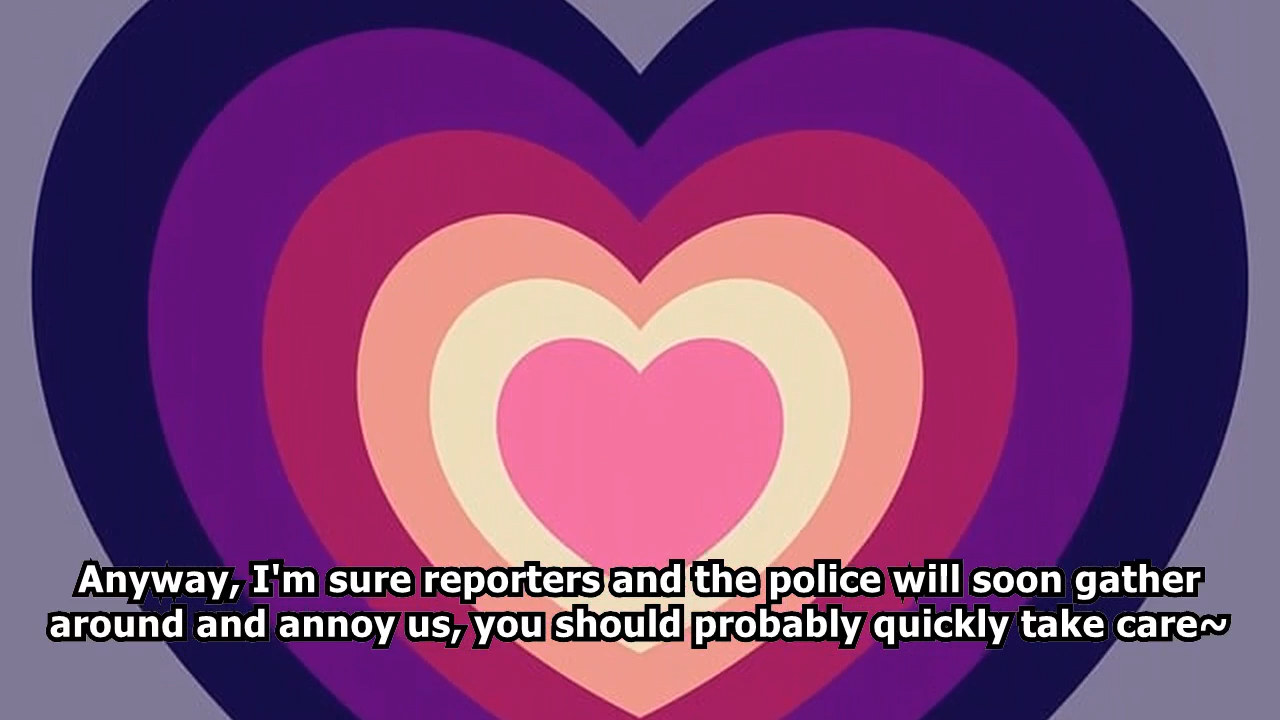 Anyway, I'm sure reporters and the police will soon gather
around and annoy us, you should probably quickly take care~